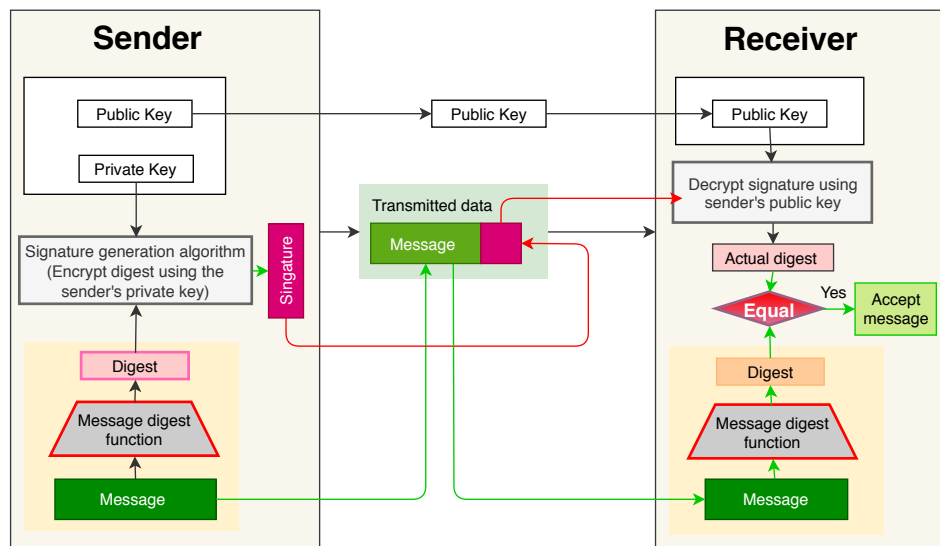 Sender
Receiver
Public Key
Public Key
Public Key
Private Key
Decrypt signature using
sender's public key
Transmitted data
Message
Signature generation algorithm
(Encrypt digest using the
sender's private key)
Singature
Actual digest
Equal
Yes
Accept
message
Digest
Digest
Message digest
function
Message digest
function
Message
Message